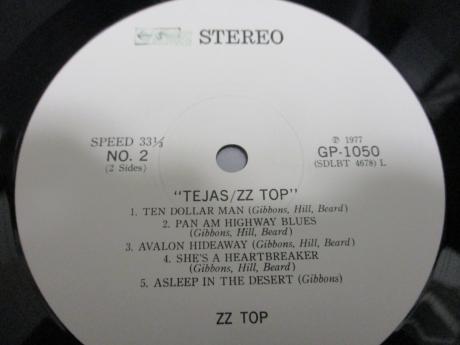 STEREO
SPEED 33⅓
NO. 2
(2 Sides)
℗ 1977
GP-1050
(SDLBT 4678) L
"TEJAS/ZZ TOP"
1. TEN DOLLAR MAN (Gibbons, Hill, Beard)
2. PAN AM HIGHWAY BLUES
(Gibbons, Hill, Beard)
3. AVALON HIDEAWAY (Gibbons, Hill, Beard)
4. SHE'S A HEARTBREAKER
(Gibbons, Hill, Beard)
5. ASLEEP IN THE DESERT (Gibbons)
ZZ TOP